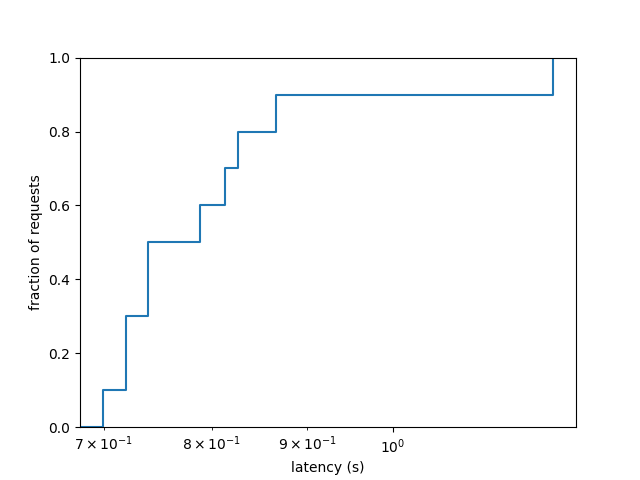 1.0
0.8
0.6
0.4
0.2
0.0
fraction of requests
7 × 10⁻¹
8 × 10⁻¹
9 × 10⁻¹
10⁰
latency (s)